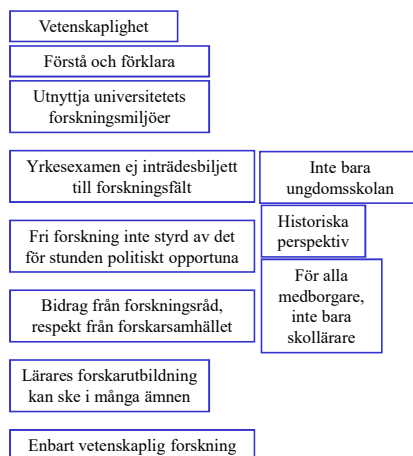 Vetenskaplighet
Förstå och förklara
Utnyttja universitetets
forskningsmiljöer
Yrkesexamen ej inträdesbiljett
till forskningsfält
Inte bara
ungdomsskolan
Fri forskning inte styrd av det
för stunden politiskt opportuna
Historiska
perspektiv
För alla
medborgare,
inte bara
skollärare
Bidrag från forskningsråd,
respekt från forskarsamhället
Lärares forskarutbildning
kan ske i många ämnen
Enbart vetenskaplig forskning